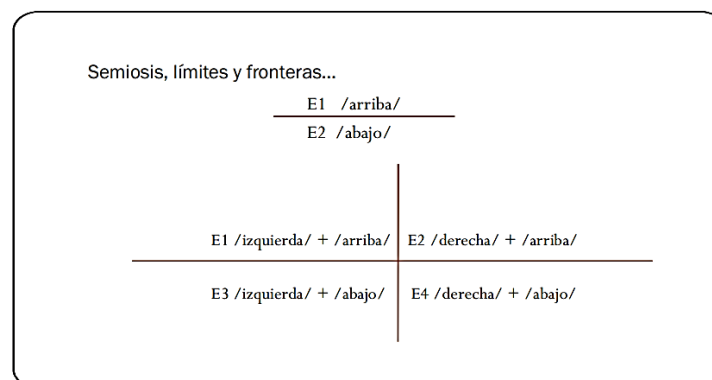 Semiosis, límites y fronteras...
E1 /arriba/
E2 /abajo/
E1 /izquierda/ + /arriba/ E2 /derecha/ + /arriba/
E3 /izquierda/ + /abajo/ E4 /derecha/ + /abajo/